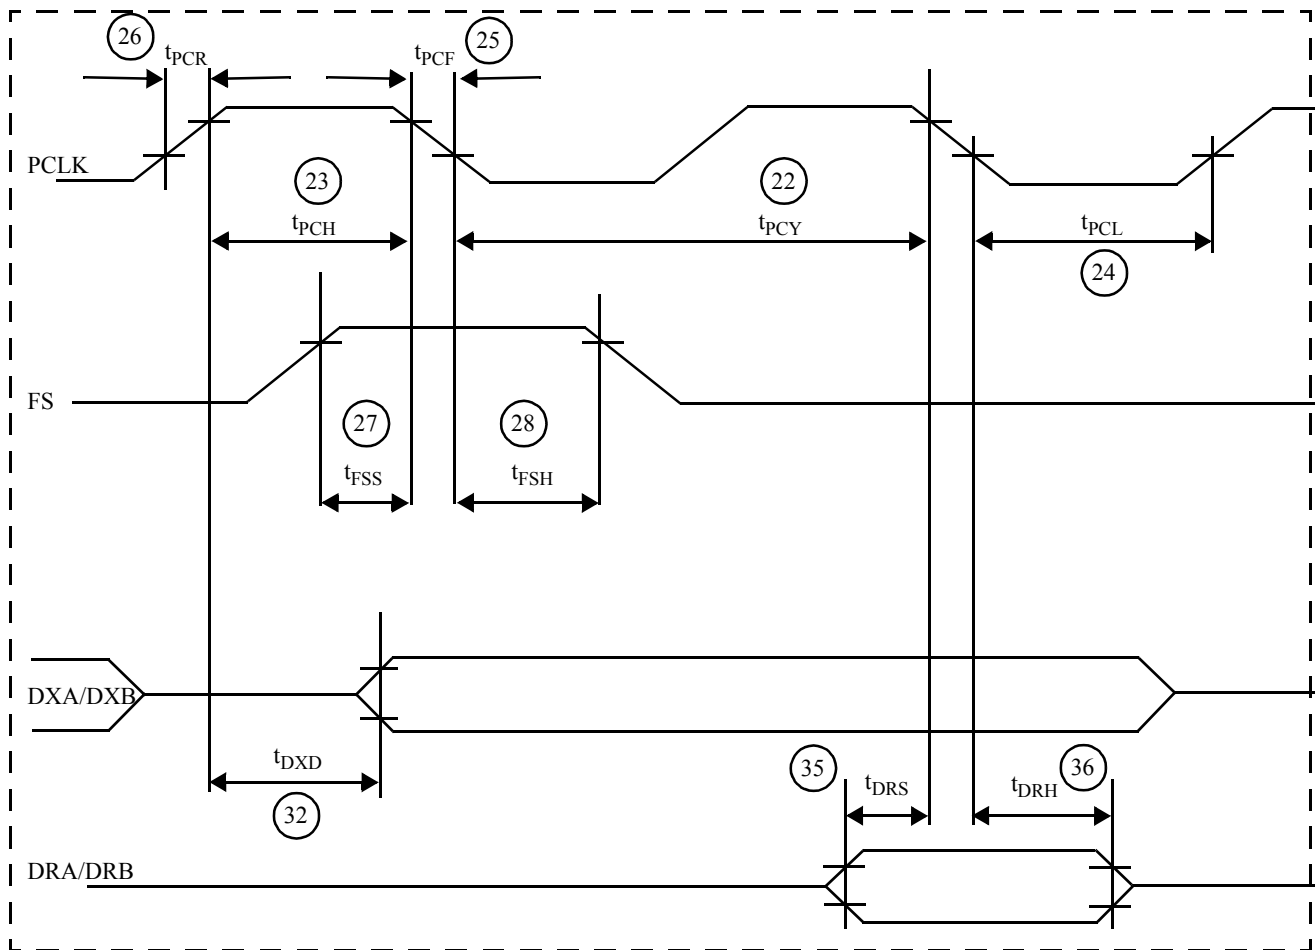 26
tPCR
tPCF
25
PCLK
23
22
tPCH
tPCY
tPCL
24
FS
27
28
tFSS
tFSH
DXA/DXB
tDXD
32
35
tDRS
tDRH
36
DRA/DRB